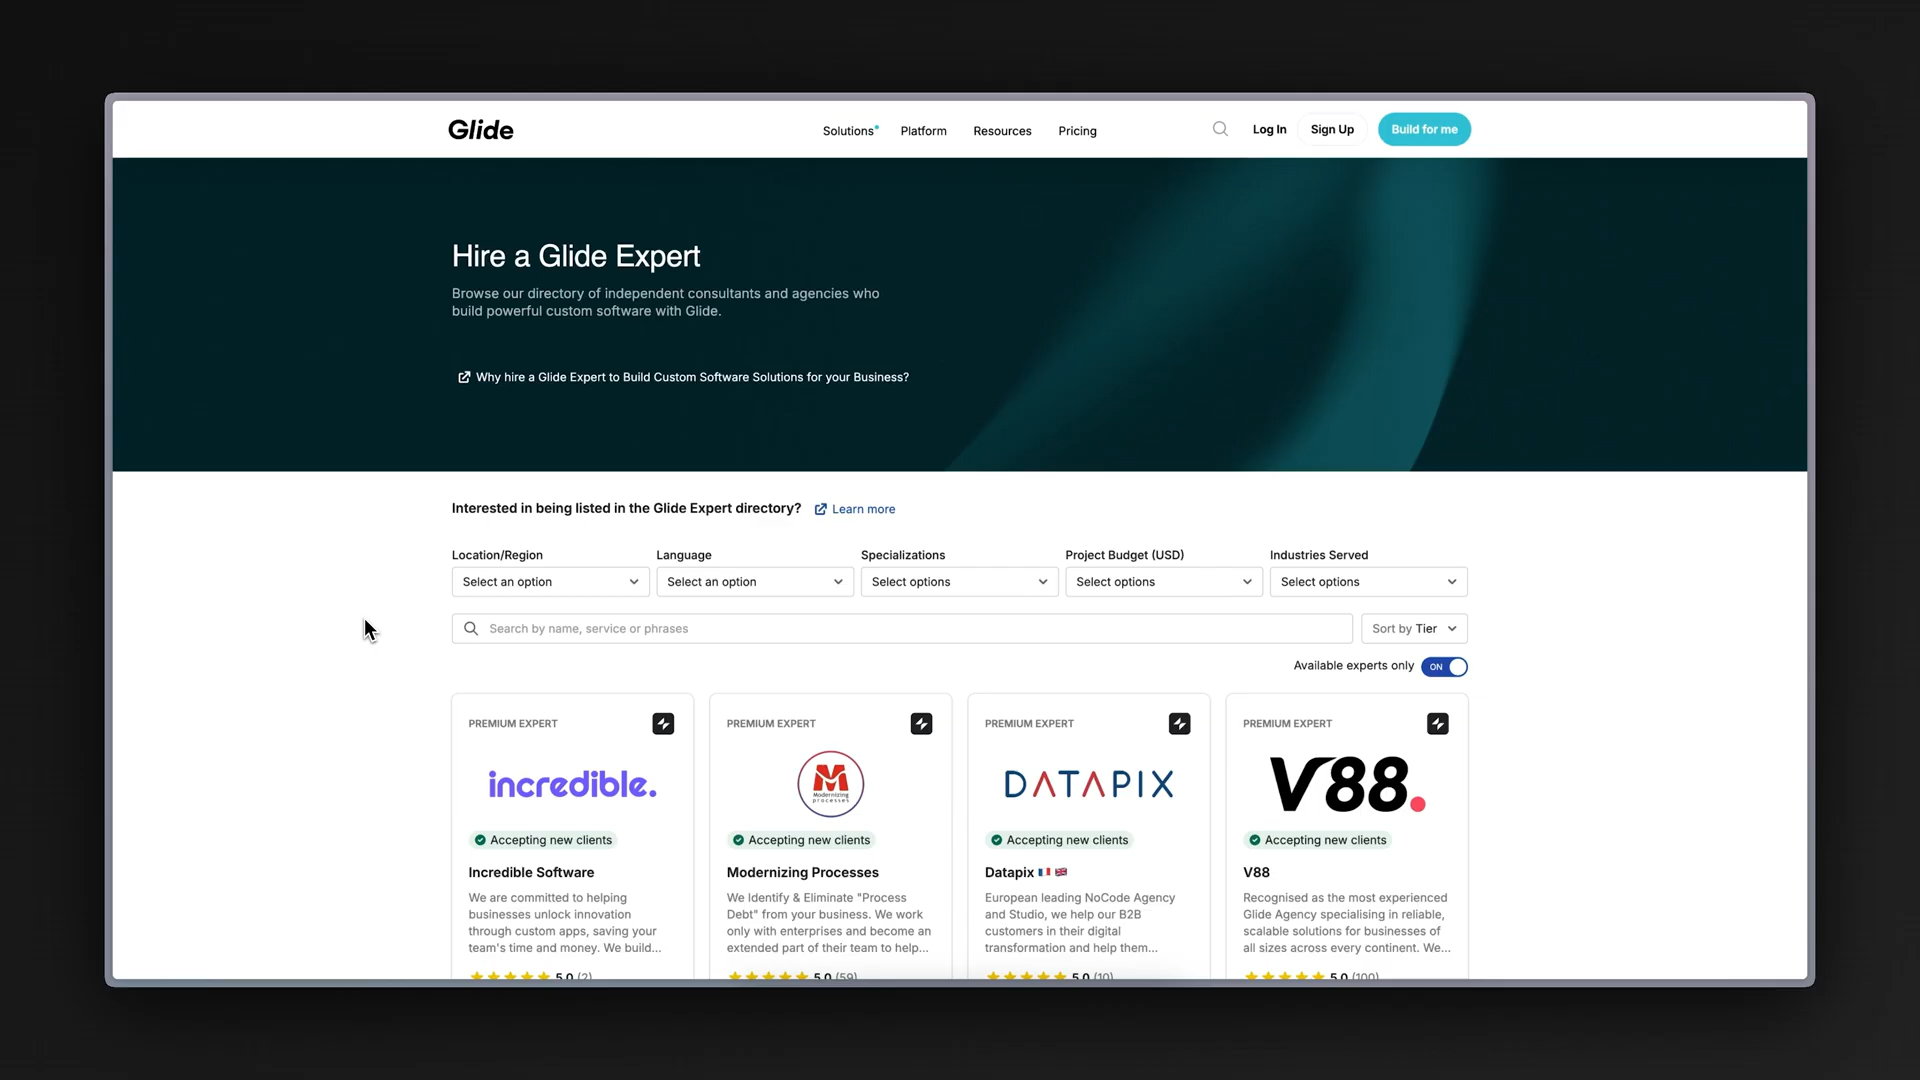 Glide
Solutions
Platform
Resources
Pricing
Log In
Sign Up
Build for me
Hire a Glide Expert
Browse our directory of independent consultants and agencies who
build powerful custom software with Glide.
Why hire a Glide Expert to Build Custom Software Solutions for your Business?
Interested in being listed in the Glide Expert directory?
Learn more
Location/Region
Language
Specializations
Project Budget (USD)
Industries Served
Select an option
Select an option
Select options
Select options
Select options
Search by name, service or phrases
Sort by Tier
Available experts only
ON
PREMIUM EXPERT
incredible.
Accepting new clients
Incredible Software
We are committed to helping
businesses unlock innovation
through custom apps, saving your
team's time and money. We build...
5.0 (2)
PREMIUM EXPERT
M
Modernizing
processes
Accepting new clients
Modernizing Processes
We Identify & Eliminate "Process
Debt" from your business. We work
only with enterprises and become an
extended part of their team to help...
5.0 (59)
PREMIUM EXPERT
DATAPIX
Accepting new clients
Datapix 🇫🇷 🇬🇧
European leading NoCode Agency
and Studio, we help our B2B
customers in their digital
transformation and help them...
5.0 (10)
PREMIUM EXPERT
V88.
Accepting new clients
V88
Recognised as the most experienced
Glide Agency specialising in reliable,
scalable solutions for businesses of
all sizes across every continent. We...
5.0 (100)